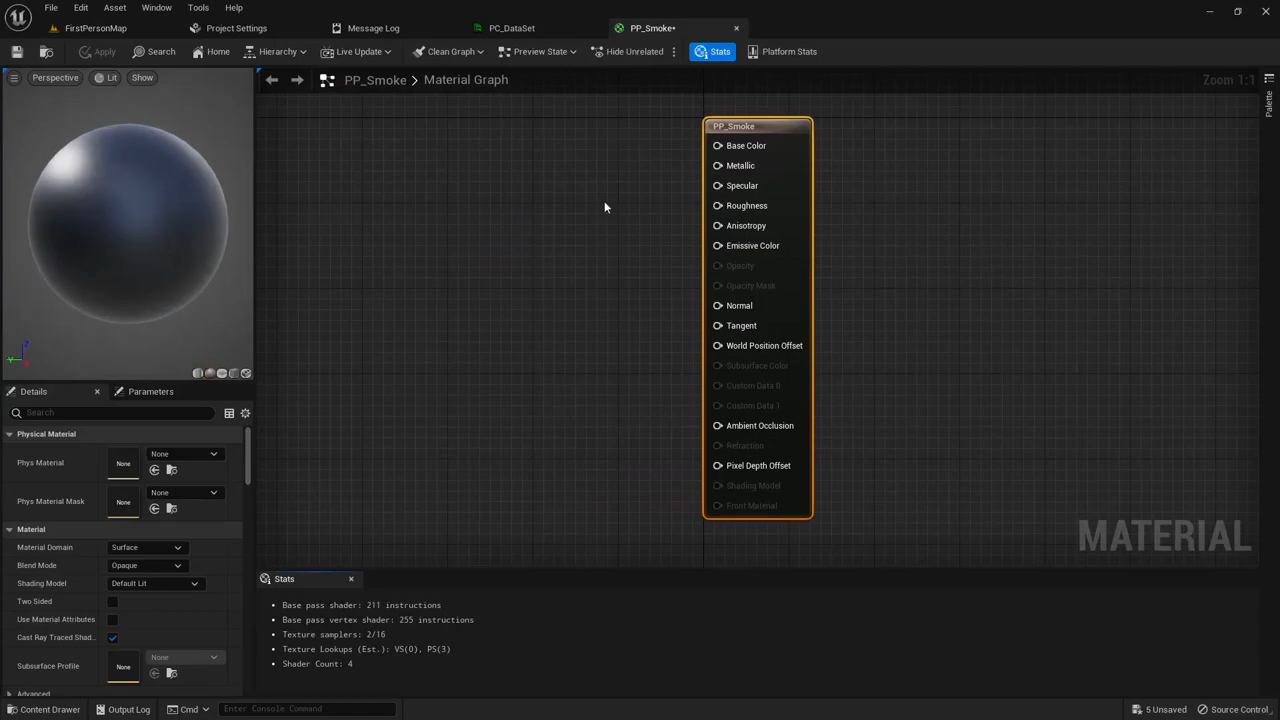 File Edit Asset Window Tools Help
FirstPersonMap Project Settings Message Log PC_DataSet PP_Smoke•
Apply Search Home Hierarchy Live Update Clean Graph Preview State Hide Unrelated Stats Platform Stats
Perspective Lit Show
PP_Smoke > Material Graph
Zoom 1:1
Palette
PP_Smoke
Base Color
Metallic
Specular
Roughness
Anisotropy
Emissive Color
Opacity
Opacity Mask
Normal
Tangent
World Position Offset
Subsurface Color
Custom Data 0
Custom Data 1
Ambient Occlusion
Refraction
Pixel Depth Offset
Shading Model
Front Material
MATERIAL
Details Parameters
Search
Physical Material
Phys Material None None
Phys Material Mask None None
Material
Material Domain Surface
Blend Mode Opaque
Shading Model Default Lit
Two Sided
Use Material Attributes
Cast Ray Traced Shad...
Subsurface Profile None None
Advanced
Stats
• Base pass shader: 211 instructions
• Base pass vertex shader: 255 instructions
• Texture samplers: 2/16
• Texture Lookups (Est.): VS(0), PS(3)
• Shader Count: 4
Content Drawer Output Log Cmd Enter Console Command 5 Unsaved Source Control